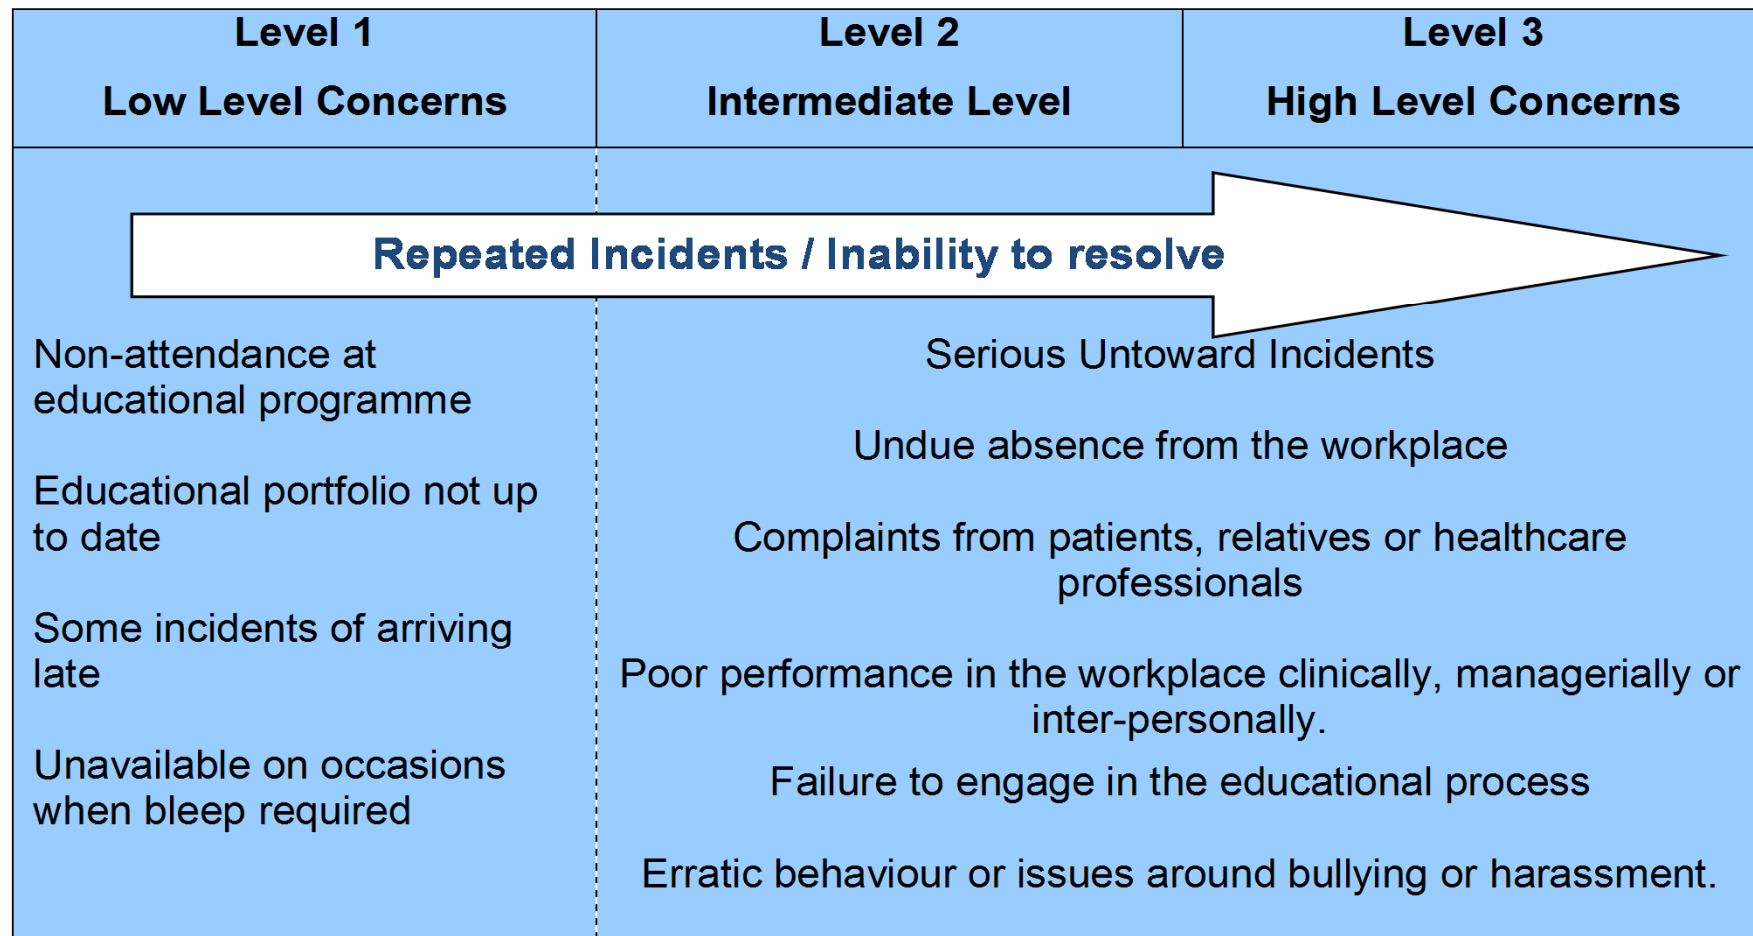 Level 1
Low Level Concerns
Level 2
Intermediate Level
Level 3
High Level Concerns
Repeated Incidents / Inability to resolve
Non-attendance at
educational programme
Educational portfolio not up
to date
Some incidents of arriving
late
Unavailable on occasions
when bleep required
Serious Untoward Incidents
Undue absence from the workplace
Complaints from patients, relatives or healthcare
professionals
Poor performance in the workplace clinically, managerially or
inter-personally.
Failure to engage in the educational process
Erratic behaviour or issues around bullying or harassment.